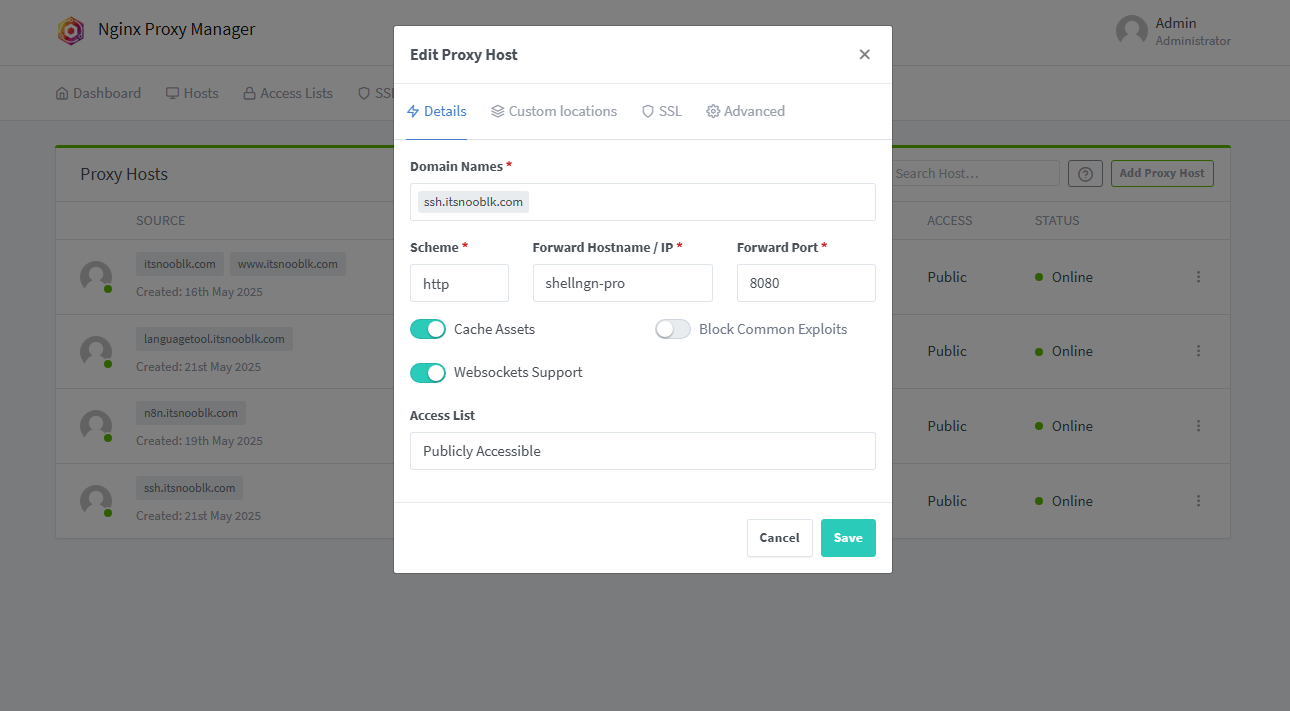 Nginx Proxy Manager
Admin
Administrator
Dashboard Hosts Access Lists SSL
Proxy Hosts
Search Host…
Add Proxy Host
SOURCE ACCESS STATUS
itsnooblk.com www.itsnooblk.com
Created: 16th May 2025
Public Online
languagetool.itsnooblk.com
Created: 21st May 2025
Public Online
n8n.itsnooblk.com
Created: 19th May 2025
Public Online
ssh.itsnooblk.com
Created: 21st May 2025
Public Online
Edit Proxy Host
Details Custom locations SSL Advanced
Domain Names *
ssh.itsnooblk.com
Scheme * Forward Hostname / IP * Forward Port *
http shellngn-pro 8080
Cache Assets Block Common Exploits
Websockets Support
Access List
Publicly Accessible
Cancel Save